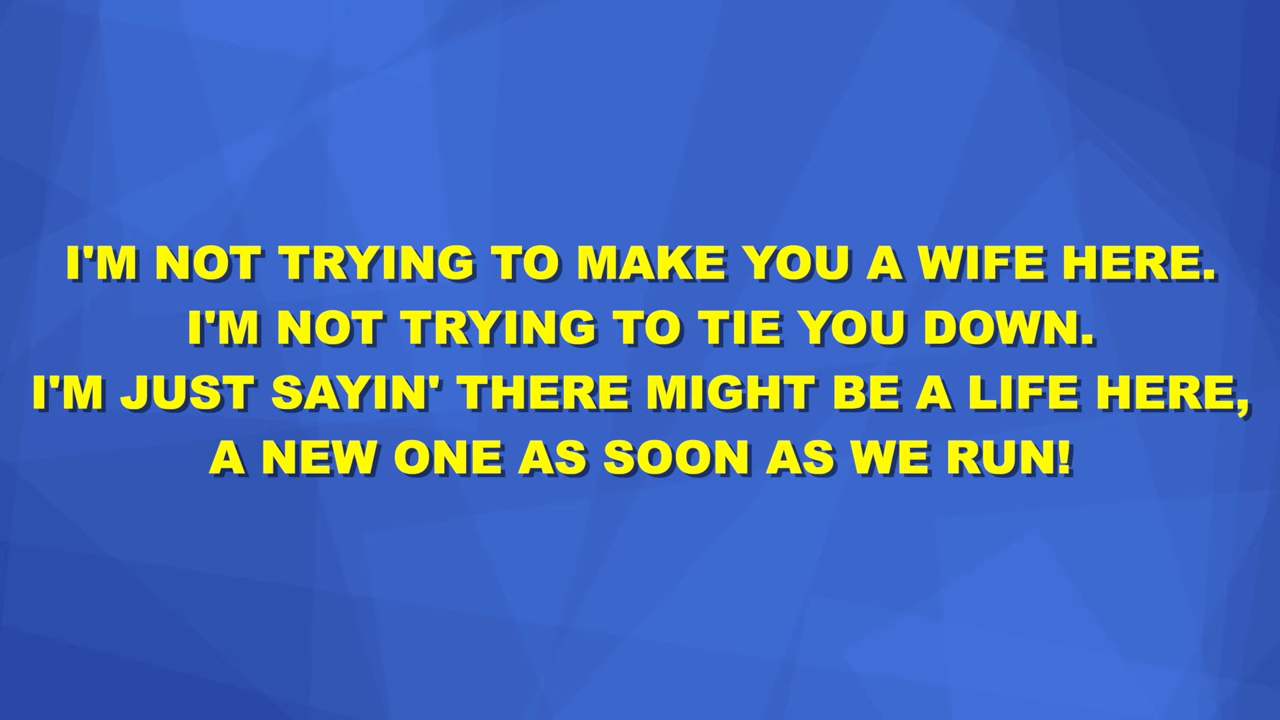 I'M NOT TRYING TO MAKE YOU A WIFE HERE.
I'M NOT TRYING TO TIE YOU DOWN.
I'M JUST SAYIN' THERE MIGHT BE A LIFE HERE,
A NEW ONE AS SOON AS WE RUN!